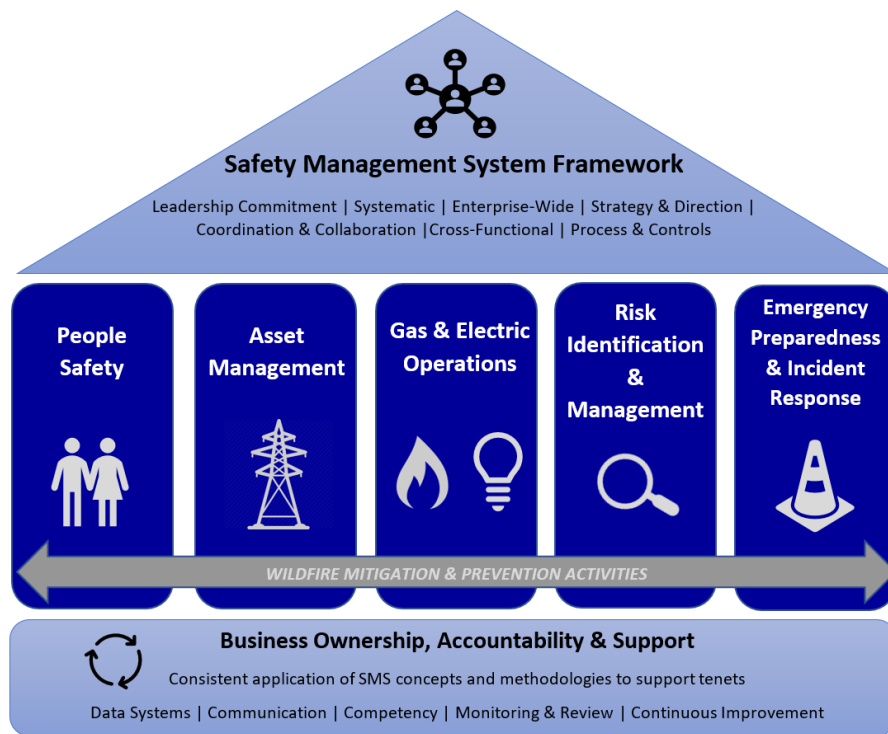 Safety Management System Framework
Leadership Commitment | Systematic | Enterprise-Wide | Strategy & Direction |
Coordination & Collaboration |Cross-Functional | Process & Controls
People
Safety
Asset
Management
Gas & Electric
Operations
Risk
Identification
&
Management
Emergency
Preparedness
& Incident
Response
WILDFIRE MITIGATION & PREVENTION ACTIVITIES
Business Ownership, Accountability & Support
Consistent application of SMS concepts and methodologies to support tenets
Data Systems | Communication | Competency | Monitoring & Review | Continuous Improvement